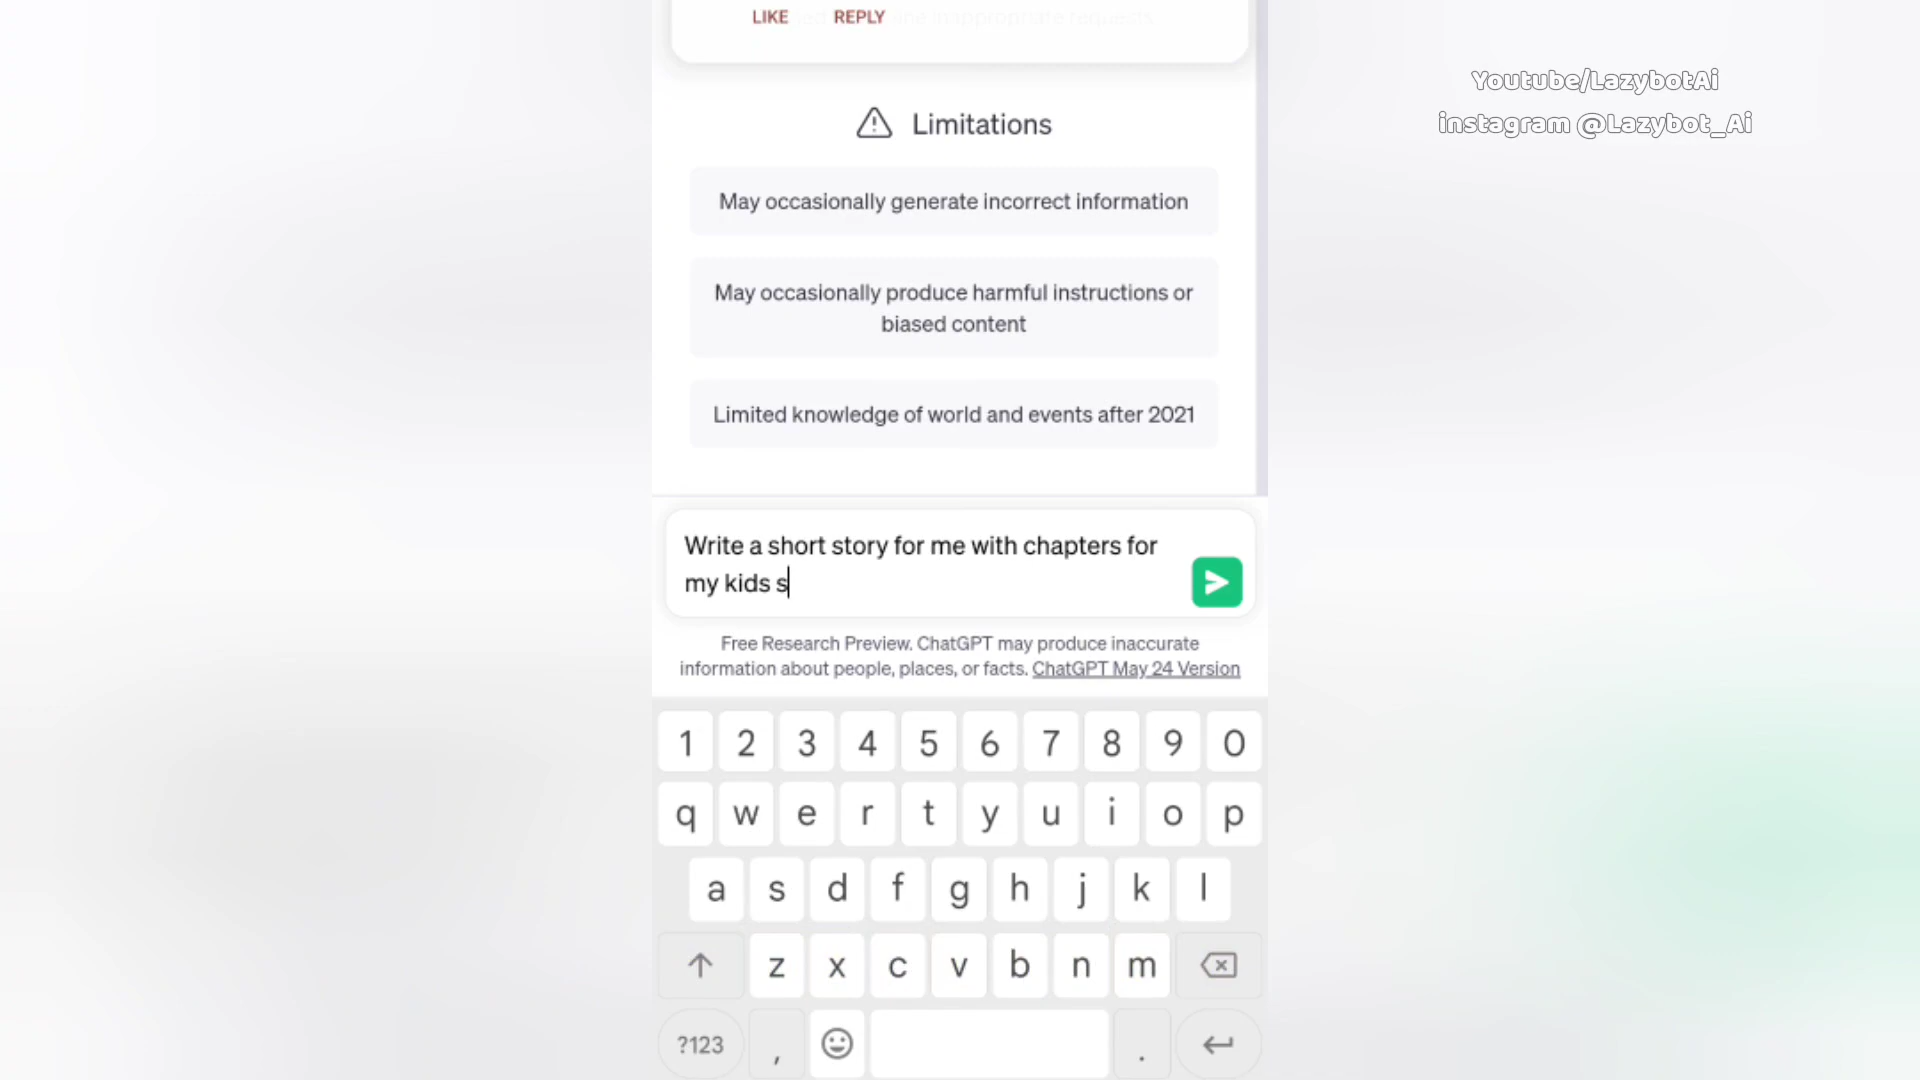 LIKE REPLY
Youtube/LazybotAi
instagram @Lazybot_Ai
Limitations
May occasionally generate incorrect information
May occasionally produce harmful instructions or
biased content
Limited knowledge of world and events after 2021
Write a short story for me with chapters for
my kids s
Free Research Preview. ChatGPT may produce inaccurate
information about people, places, or facts. ChatGPT May 24 Version
1 2 3 4 5 6 7 8 9 0
q w e r t y u i o p
a s d f g h j k l
z x c v b n m
?123 , .